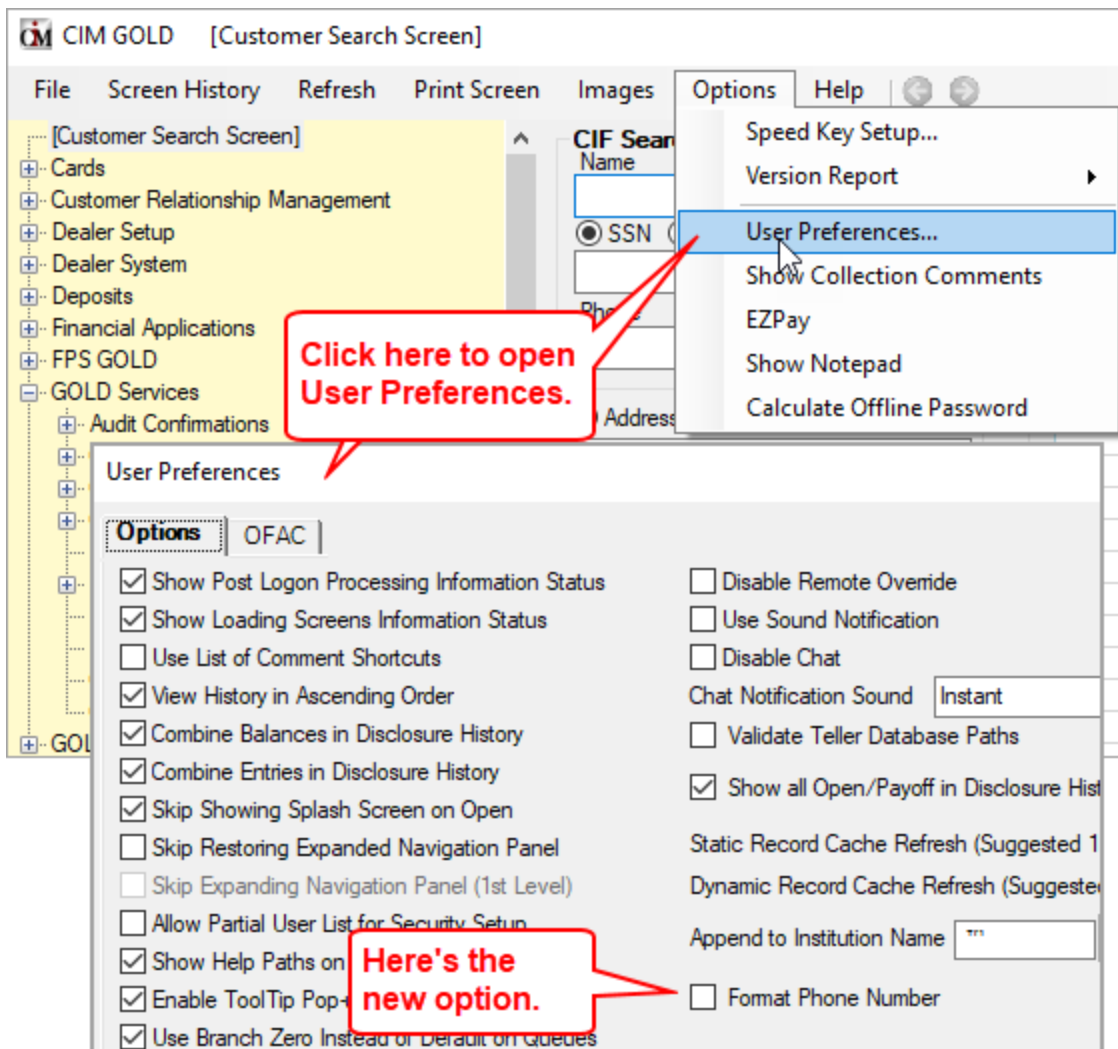 CIM GOLD [Customer Search Screen]
File Screen History Refresh Print Screen Images Options Help
[Customer Search Screen]
Cards
Customer Relationship Management
Dealer Setup
Dealer System
Deposits
Financial Applications
FPS GOLD
GOLD Services
Audit Confirmations
GOL
CIF Sear
Name
SSN
Address
Speed Key Setup...
Version Report
User Preferences...
Show Collection Comments
EZPay
Show Notepad
Calculate Offline Password
Click here to open
User Preferences.
User Preferences
Options OFAC
Show Post Logon Processing Information Status
Show Loading Screens Information Status
Use List of Comment Shortcuts
View History in Ascending Order
Combine Balances in Disclosure History
Combine Entries in Disclosure History
Skip Showing Splash Screen on Open
Skip Restoring Expanded Navigation Panel
Skip Expanding Navigation Panel (1st Level)
Allow Partial User List for Security Setup
Show Help Paths on
Enable ToolTip Pop
Use Branch Zero Instead of Default on Queues
Disable Remote Override
Use Sound Notification
Disable Chat
Chat Notification Sound Instant
Validate Teller Database Paths
Show all Open/Payoff in Disclosure Hist
Static Record Cache Refresh (Suggested 1
Dynamic Record Cache Refresh (Suggested
Append to Institution Name
Format Phone Number
Here's the
new option.